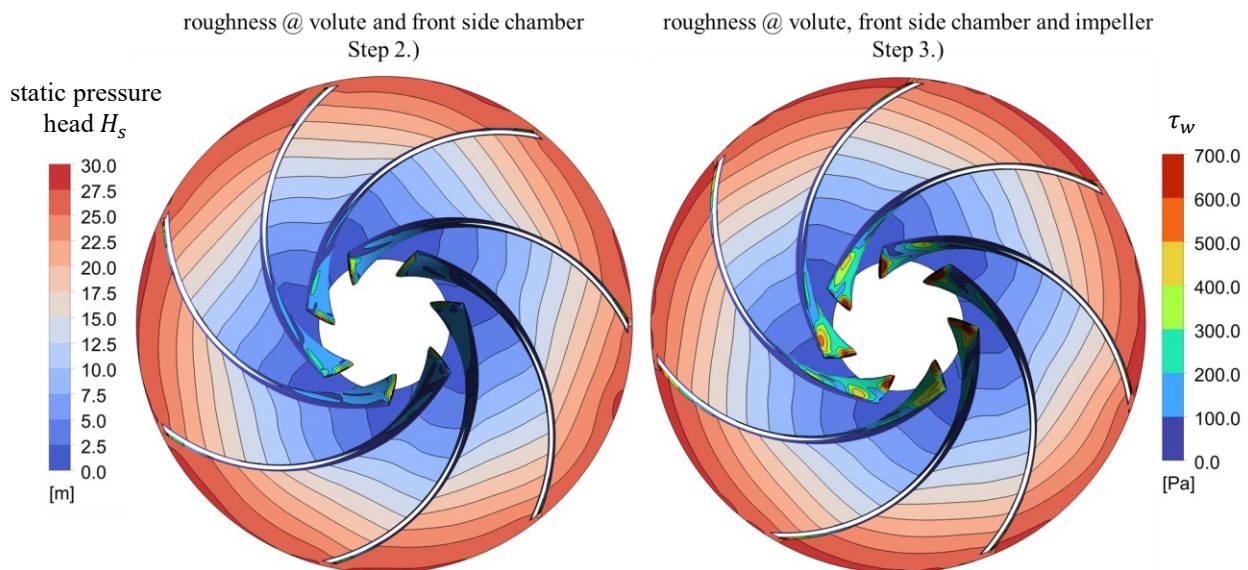 roughness @ volute and front side chamber
Step 2.)
roughness @ volute, front side chamber and impeller
Step 3.)
static pressure
head H_s
30.0
27.5
25.0
22.5
20.0
17.5
15.0
12.5
10.0
7.5
5.0
2.5
0.0
[m]
τ_w
700.0
600.0
500.0
400.0
300.0
200.0
100.0
0.0
[Pa]